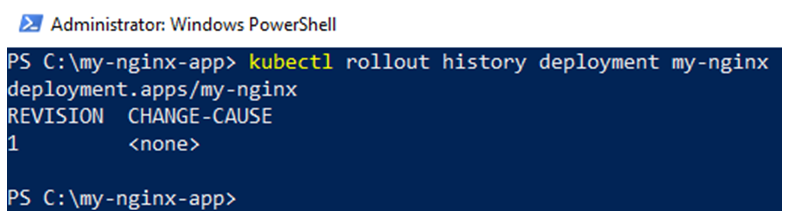 Administrator: Windows PowerShell
PS C:\my-nginx-app> kubectl rollout history deployment my-nginx
deployment.apps/my-nginx
REVISION  CHANGE-CAUSE
1         <none>
PS C:\my-nginx-app>